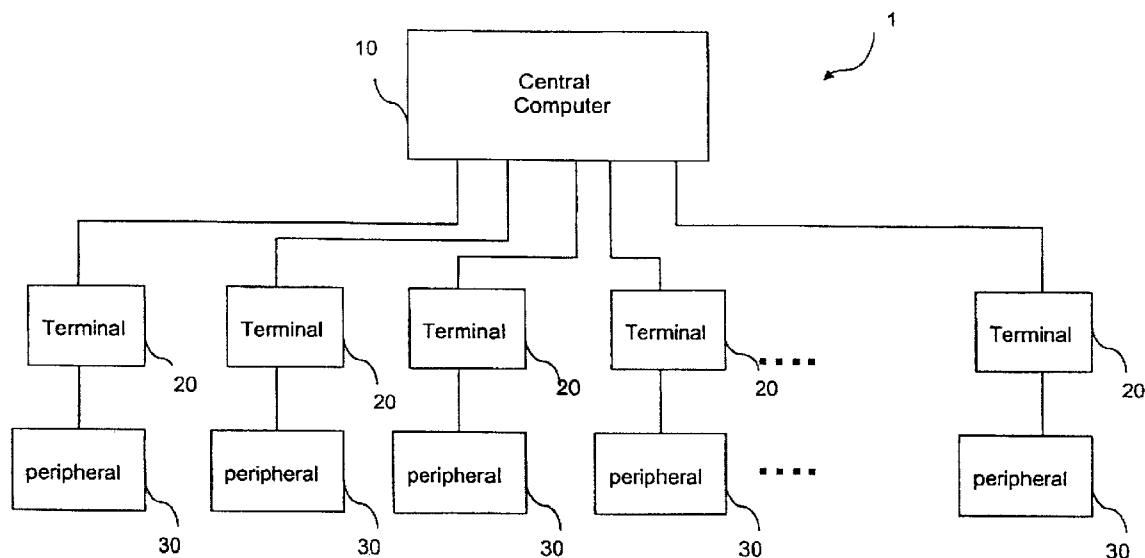 1
10
Central
Computer
Terminal Terminal Terminal Terminal Terminal
20 20 20 20 20
peripheral peripheral peripheral peripheral peripheral
30 30 30 30 30